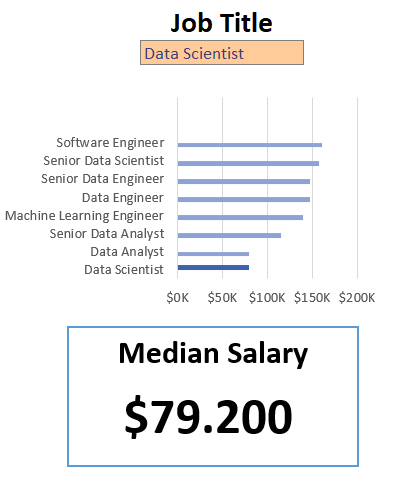 Job Title
Data Scientist
Software Engineer
Senior Data Scientist
Senior Data Engineer
Data Engineer
Machine Learning Engineer
Senior Data Analyst
Data Analyst
Data Scientist
$0K $50K $100K $150K $200K
Median Salary
$79.200